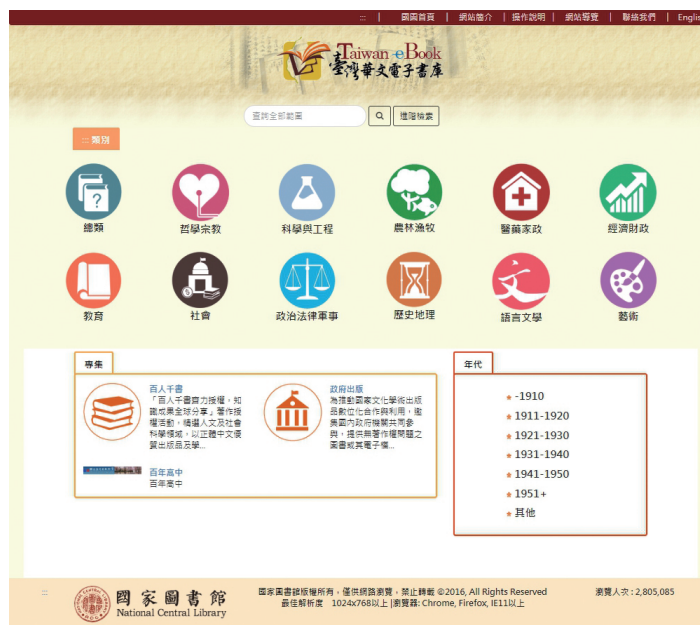 ::: | 國圖首頁 | 網站簡介 | 操作說明 | 網站導覽 | 聯絡我們 | Englis
Taiwan eBook
臺灣華文電子書庫
查詢全部範圍 進階檢索
::: 類別
總類 哲學宗教 科學與工程 農林漁牧 醫藥家政 經濟財政
教育 社會 政治法律軍事 歷史地理 語言文學 藝術
專集
百人千書
「百人千書齊力授權，知
識成果全球分享」著作授
權活動，精選人文及社會
科學領域，以正體中文優
質出版品及學...
政府出版
為推動國家文化學術出版
品數位化合作與利用，邀
集國內政府機關共同參
與，提供無著作權問題之
圖書或其電子檔...
百年高中
百年高中
年代
-1910
1911-1920
1921-1930
1931-1940
1941-1950
1951+
其他
:::
國家圖書館
National Central Library
國家圖書館版權所有，僅供網路瀏覽，禁止轉載 ©2016, All Rights Reserved
最佳解析度 1024x768以上 |瀏覽器: Chrome, Firefox, IE11以上
瀏覽人次 : 2,805,085